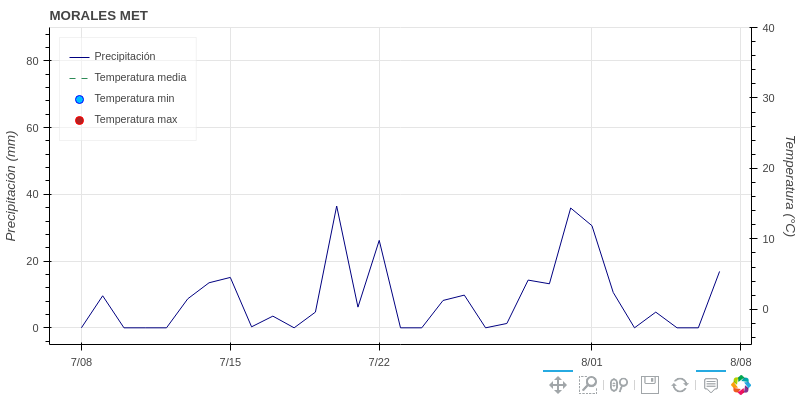 MORALES MET
Precipitación
Temperatura media
Temperatura min
Temperatura max
Precipitación (mm)
80
60
40
20
0
Temperatura (°C)
40
30
20
10
0
7/08
7/15
7/22
8/01
8/08